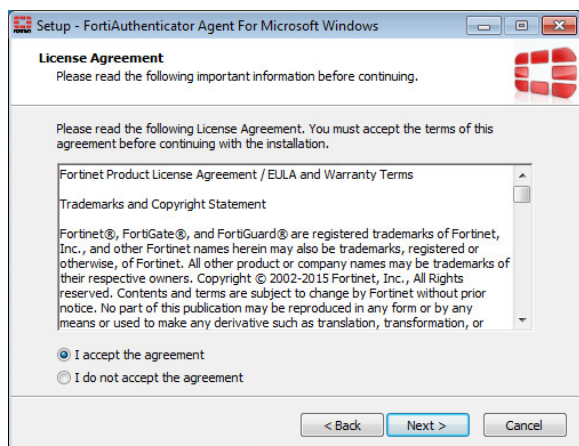 Setup - FortiAuthenticator Agent For Microsoft Windows
License Agreement
Please read the following important information before continuing.
Please read the following License Agreement. You must accept the terms of this
agreement before continuing with the installation.
Fortinet Product License Agreement / EULA and Warranty Terms
Trademarks and Copyright Statement
Fortinet®, FortiGate®, and FortiGuard® are registered trademarks of Fortinet,
Inc., and other Fortinet names herein may also be trademarks, registered or
otherwise, of Fortinet. All other product or company names may be trademarks of
their respective owners. Copyright © 2002-2015 Fortinet, Inc., All Rights
reserved. Contents and terms are subject to change by Fortinet without prior
notice. No part of this publication may be reproduced in any form or by any
means or used to make any derivative such as translation, transformation, or
I accept the agreement
I do not accept the agreement
< Back
Next >
Cancel